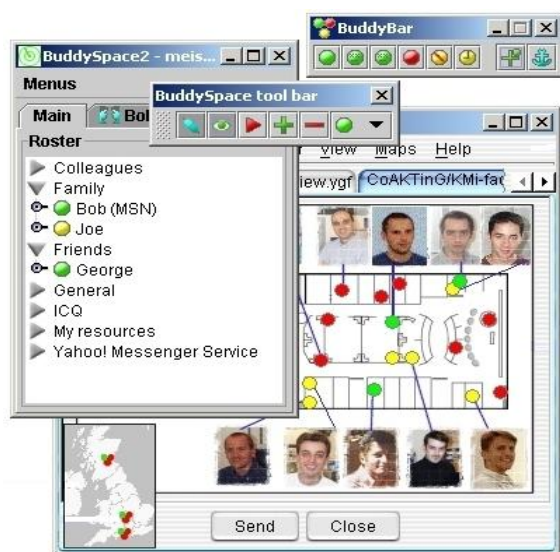 BuddyBar
BuddySpace2 - meis...
Menus
BuddySpace tool bar
Main
View Maps Help
Roster
iew.ygf CoAKTinG/KMi-fac
Colleagues
Family
Bob (MSN)
Joe
Friends
George
General
ICQ
My resources
Yahoo! Messenger Service
Send Close